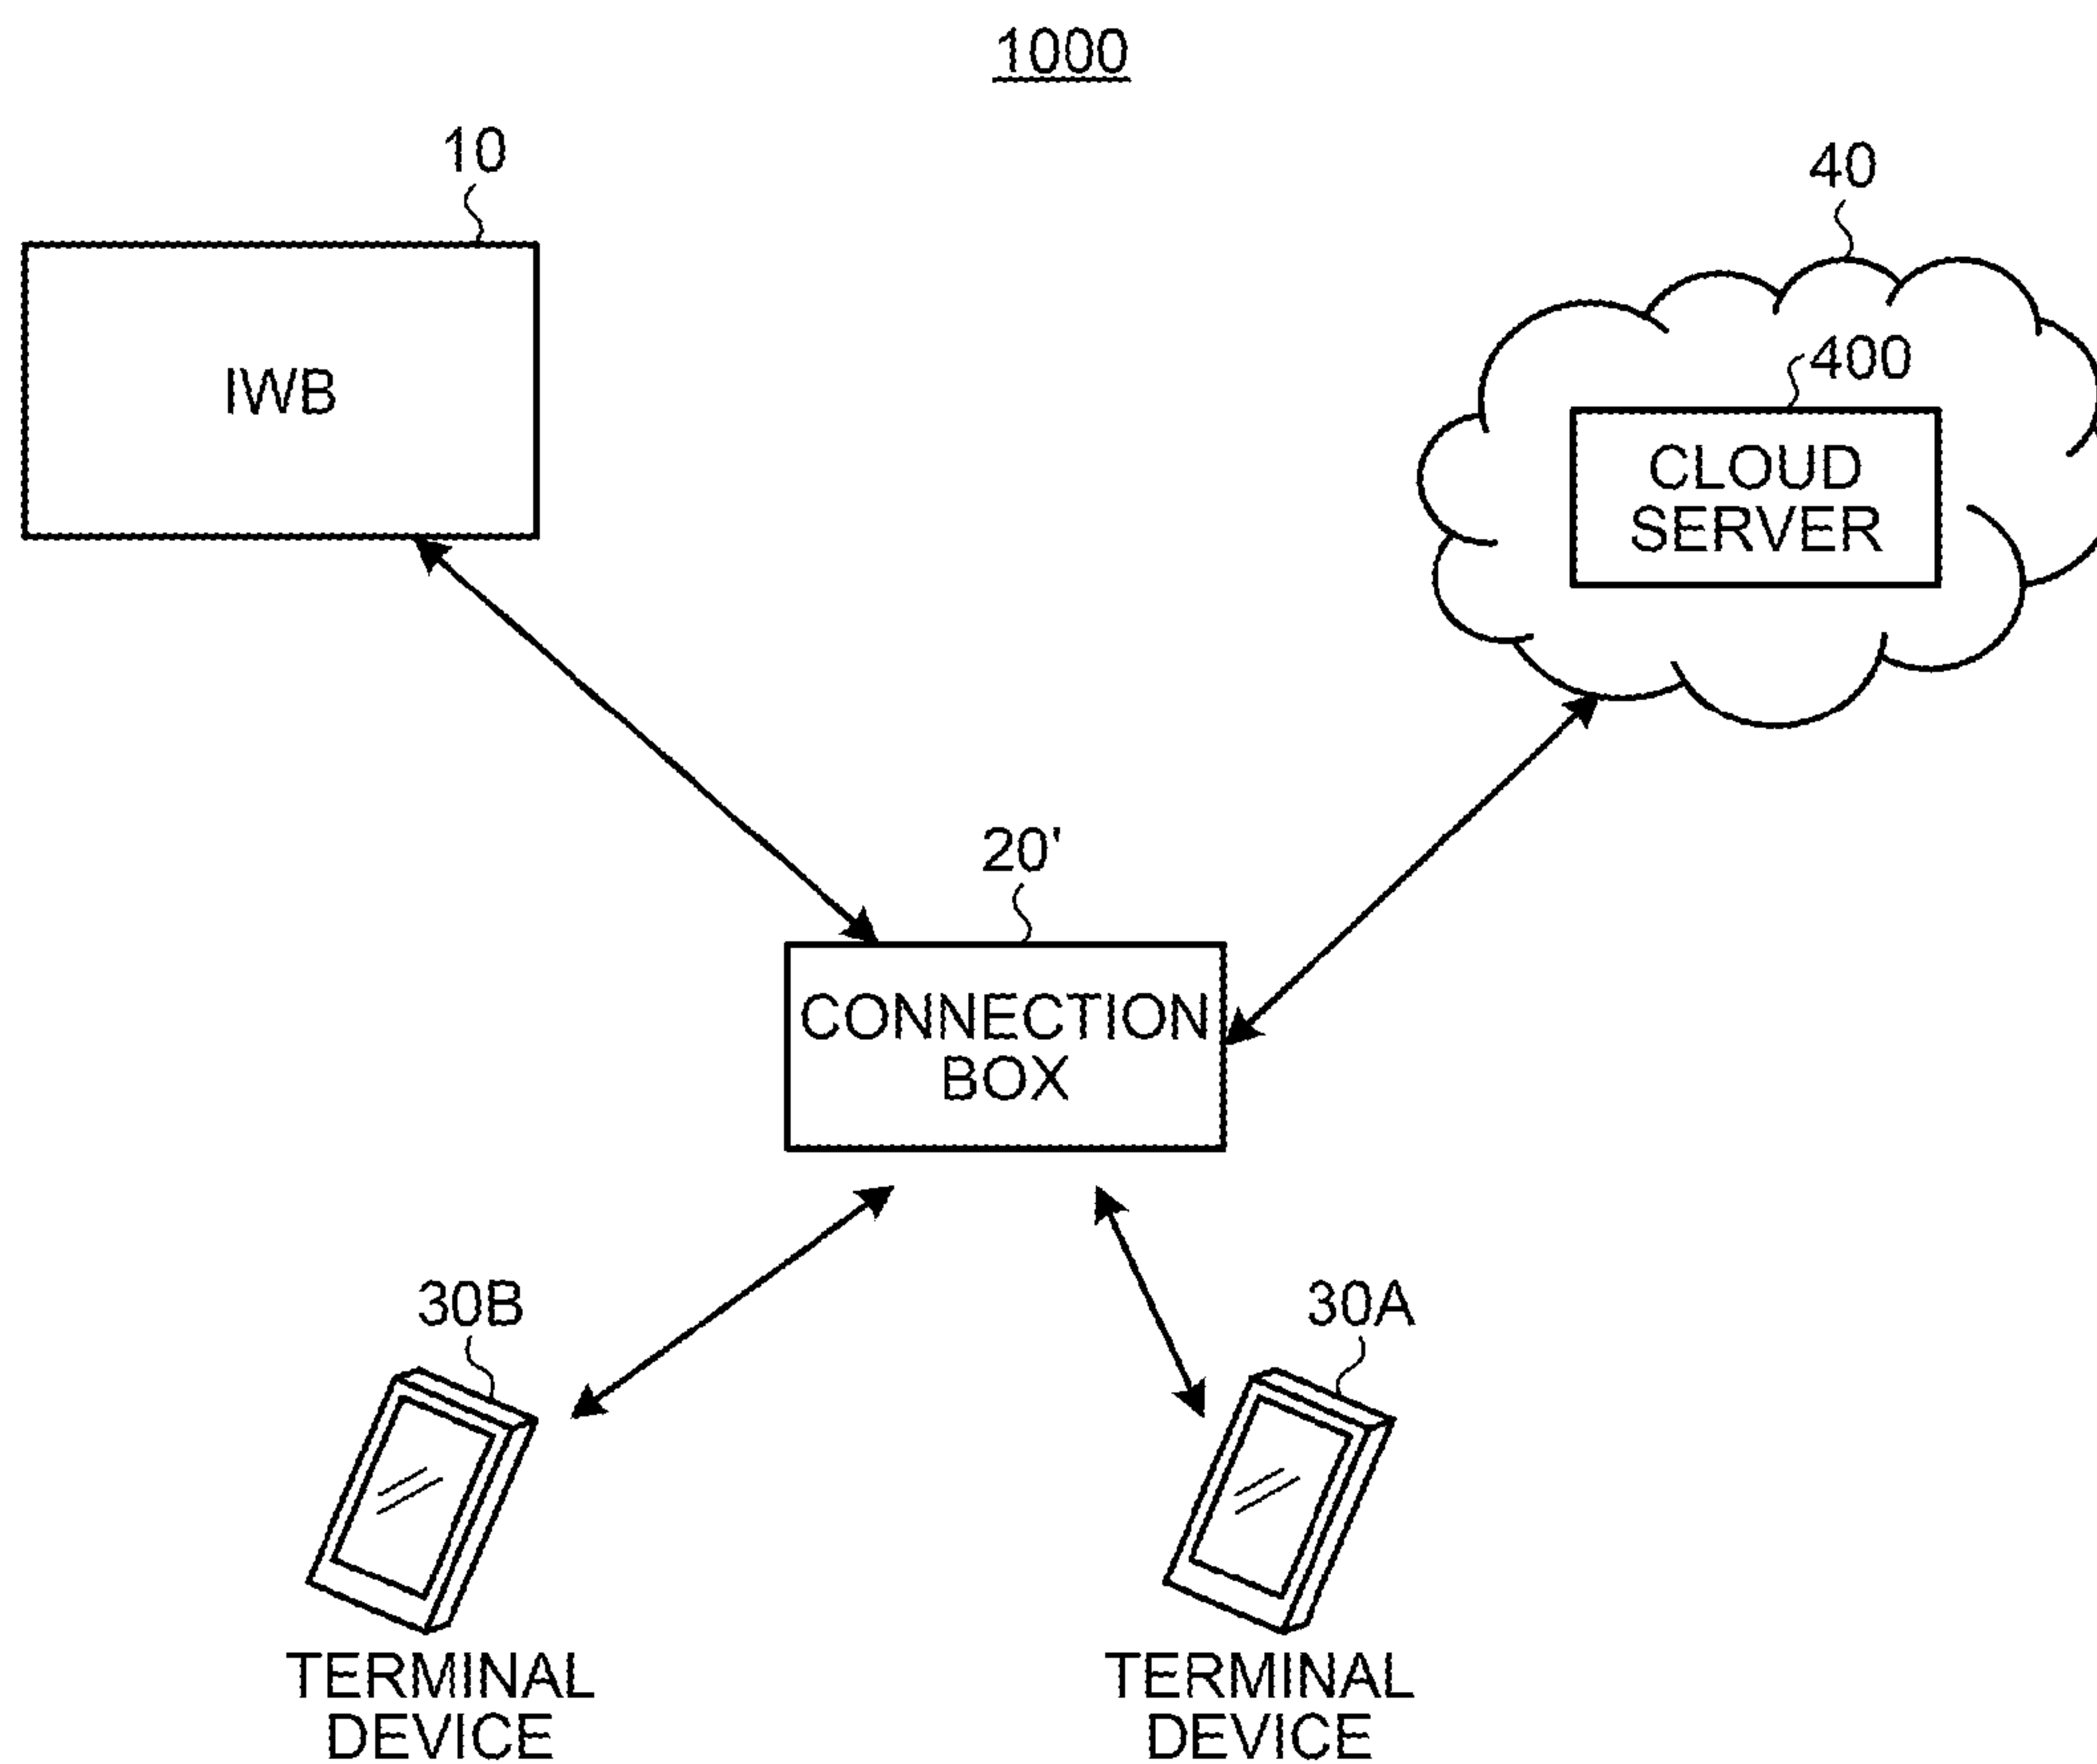 1000
10
40
IWB
400
CLOUD
SERVER
20'
CONNECTION
BOX
30B
30A
TERMINAL
DEVICE
TERMINAL
DEVICE